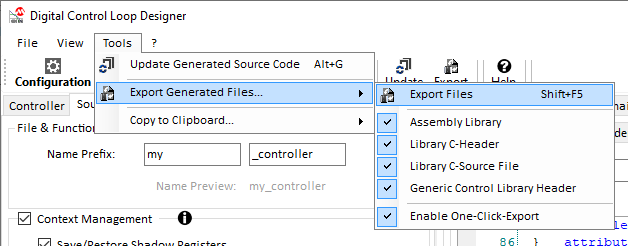 Digital Control Loop Designer
File View Tools ?
Update Generated Source Code Alt+G
Configuration Update Export Help
Export Generated Files... Export Files Shift+F5
Controller
Copy to Clipboard... Assembly Library
File & Function Library C-Header
Name Prefix: my _controller Library C-Source File
Name Preview: my_controller Generic Control Library Header
Context Management i Enable One-Click-Export
Save/Restore Shadow Registers 86 }